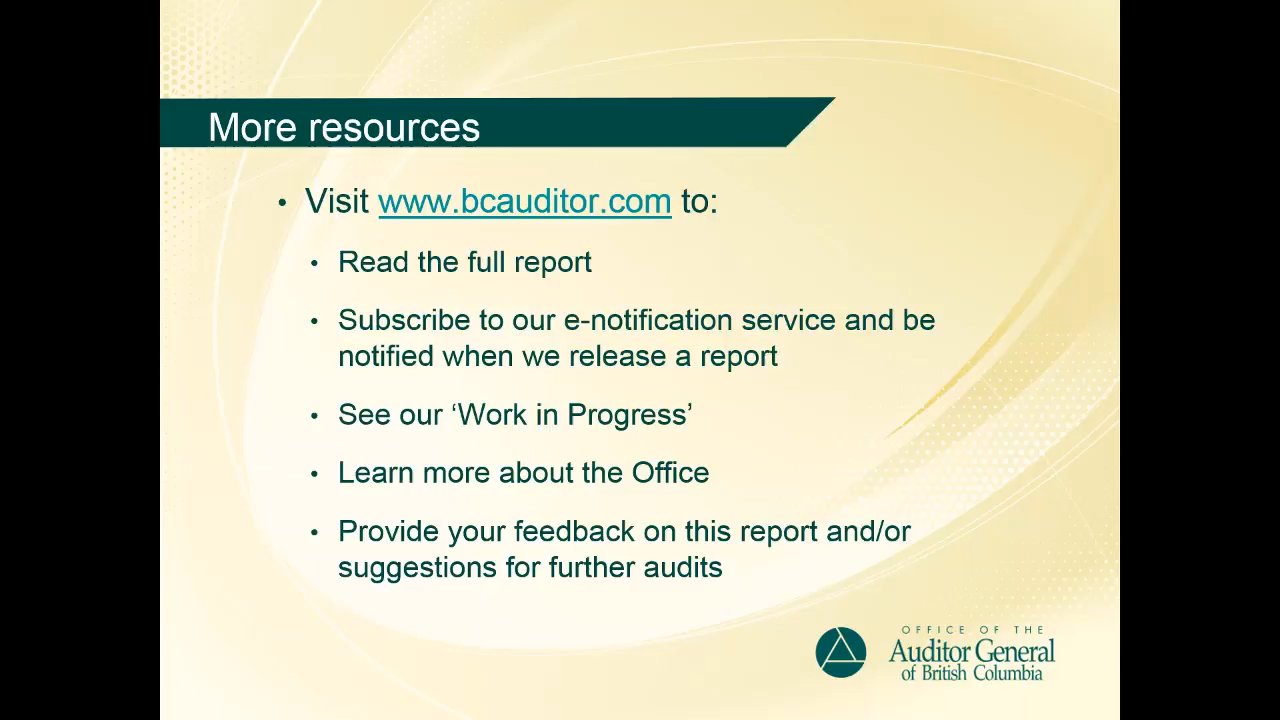 More resources
• Visit www.bcauditor.com to:
• Read the full report
• Subscribe to our e-notification service and be
notified when we release a report
• See our ‘Work in Progress’
• Learn more about the Office
• Provide your feedback on this report and/or
suggestions for further audits
OFFICE OF THE
Auditor General
of British Columbia